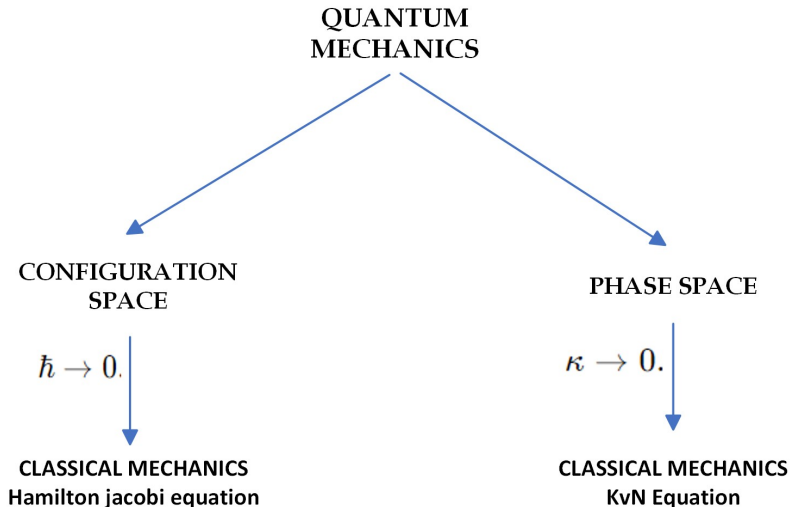 QUANTUM
MECHANICS
CONFIGURATION
SPACE
PHASE SPACE
ℏ → 0.
κ → 0.
CLASSICAL MECHANICS
Hamilton jacobi equation
CLASSICAL MECHANICS
KvN Equation